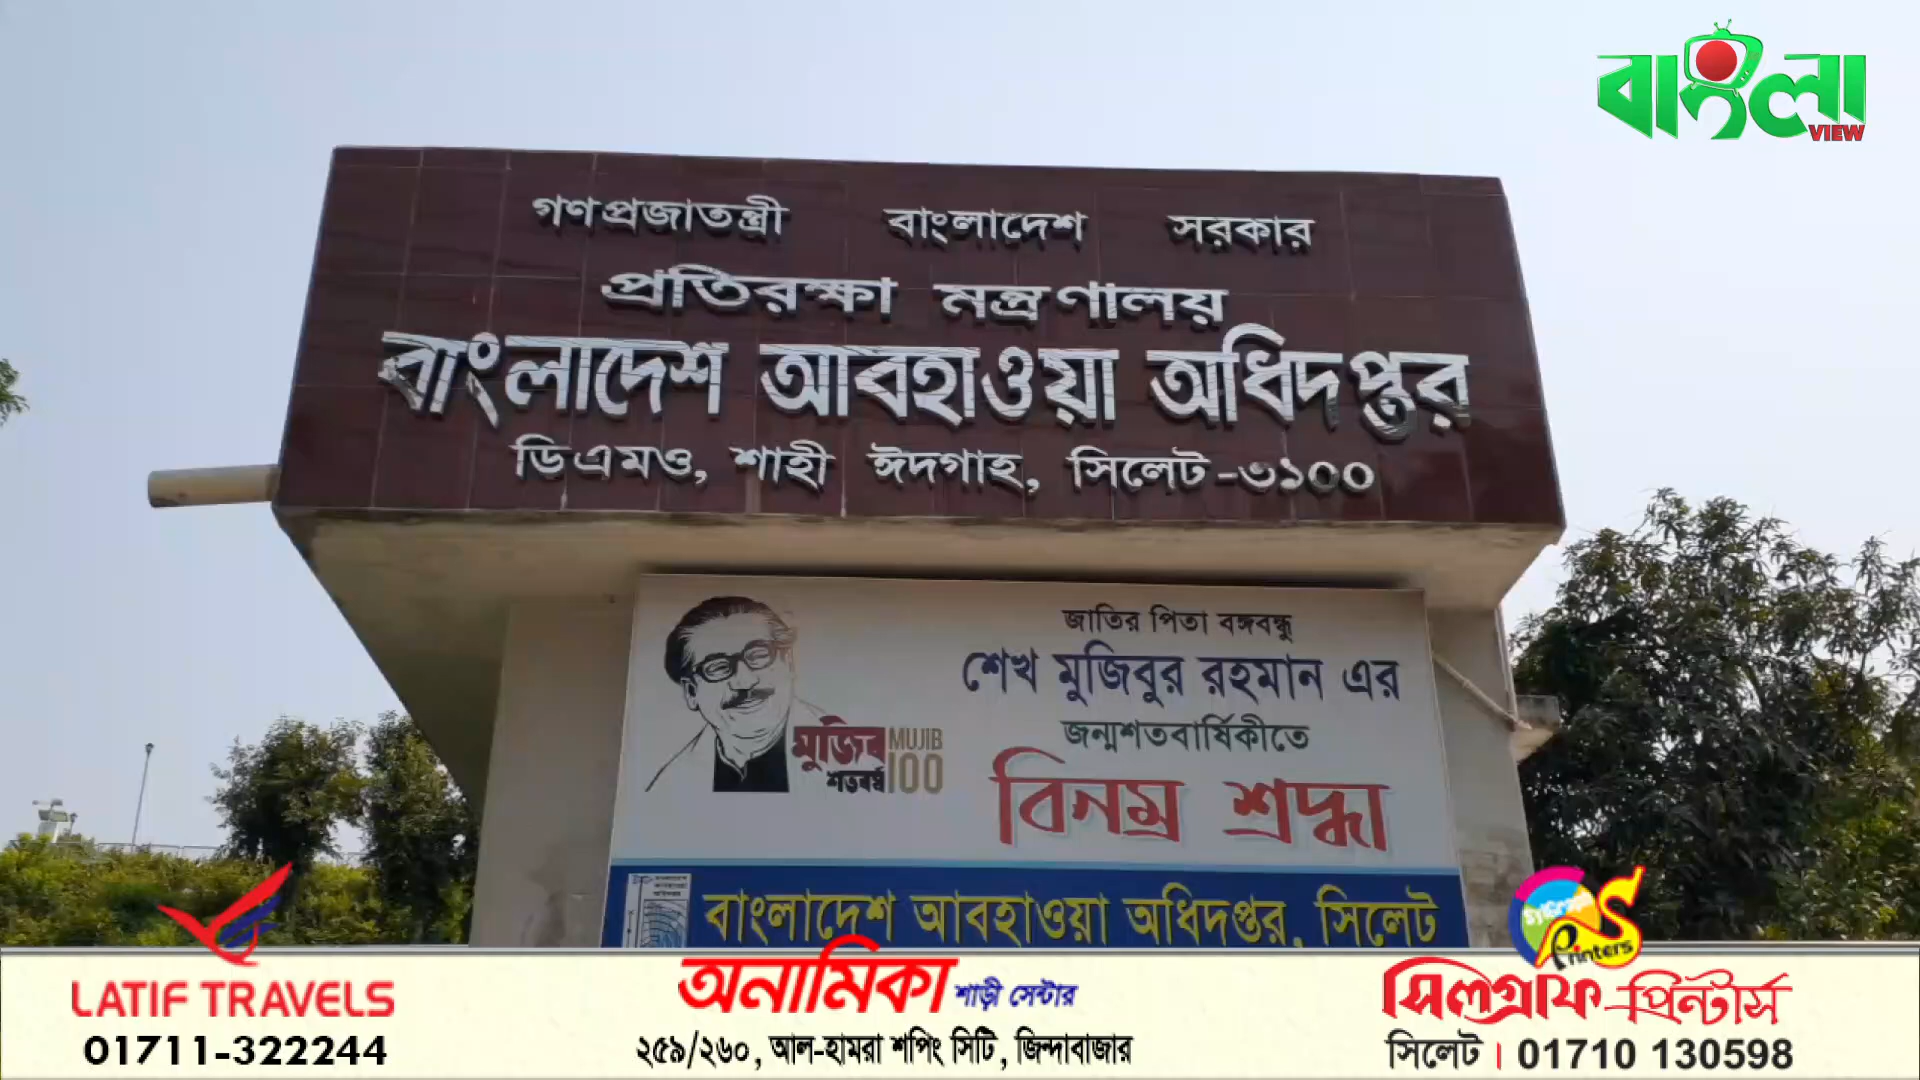 বাংলা
VIEW
গণপ্রজাতন্ত্রী বাংলাদেশ সরকার
প্রতিরক্ষা মন্ত্রণালয়
বাংলাদেশ আবহাওয়া অধিদপ্তর
ডিএমও, শাহী ঈদগাহ, সিলেট-৩১০০
জাতির পিতা বঙ্গবন্ধু
শেখ মুজিবুর রহমান এর
জন্মশতবার্ষিকীতে
বিনম্র শ্রদ্ধা
মুজিব MUJIB
শতবর্ষ 100
বাংলাদেশ আবহাওয়া অধিদপ্তর, সিলেট
LATIF TRAVELS
01711-322244
অনামিকা শাড়ী সেন্টার
২৫৯/২৬০, আল-হামরা শপিং সিটি, জিন্দাবাজার
Printers
সিলগ্রাফ প্রিন্টার্স
সিলেট । 01710 130598